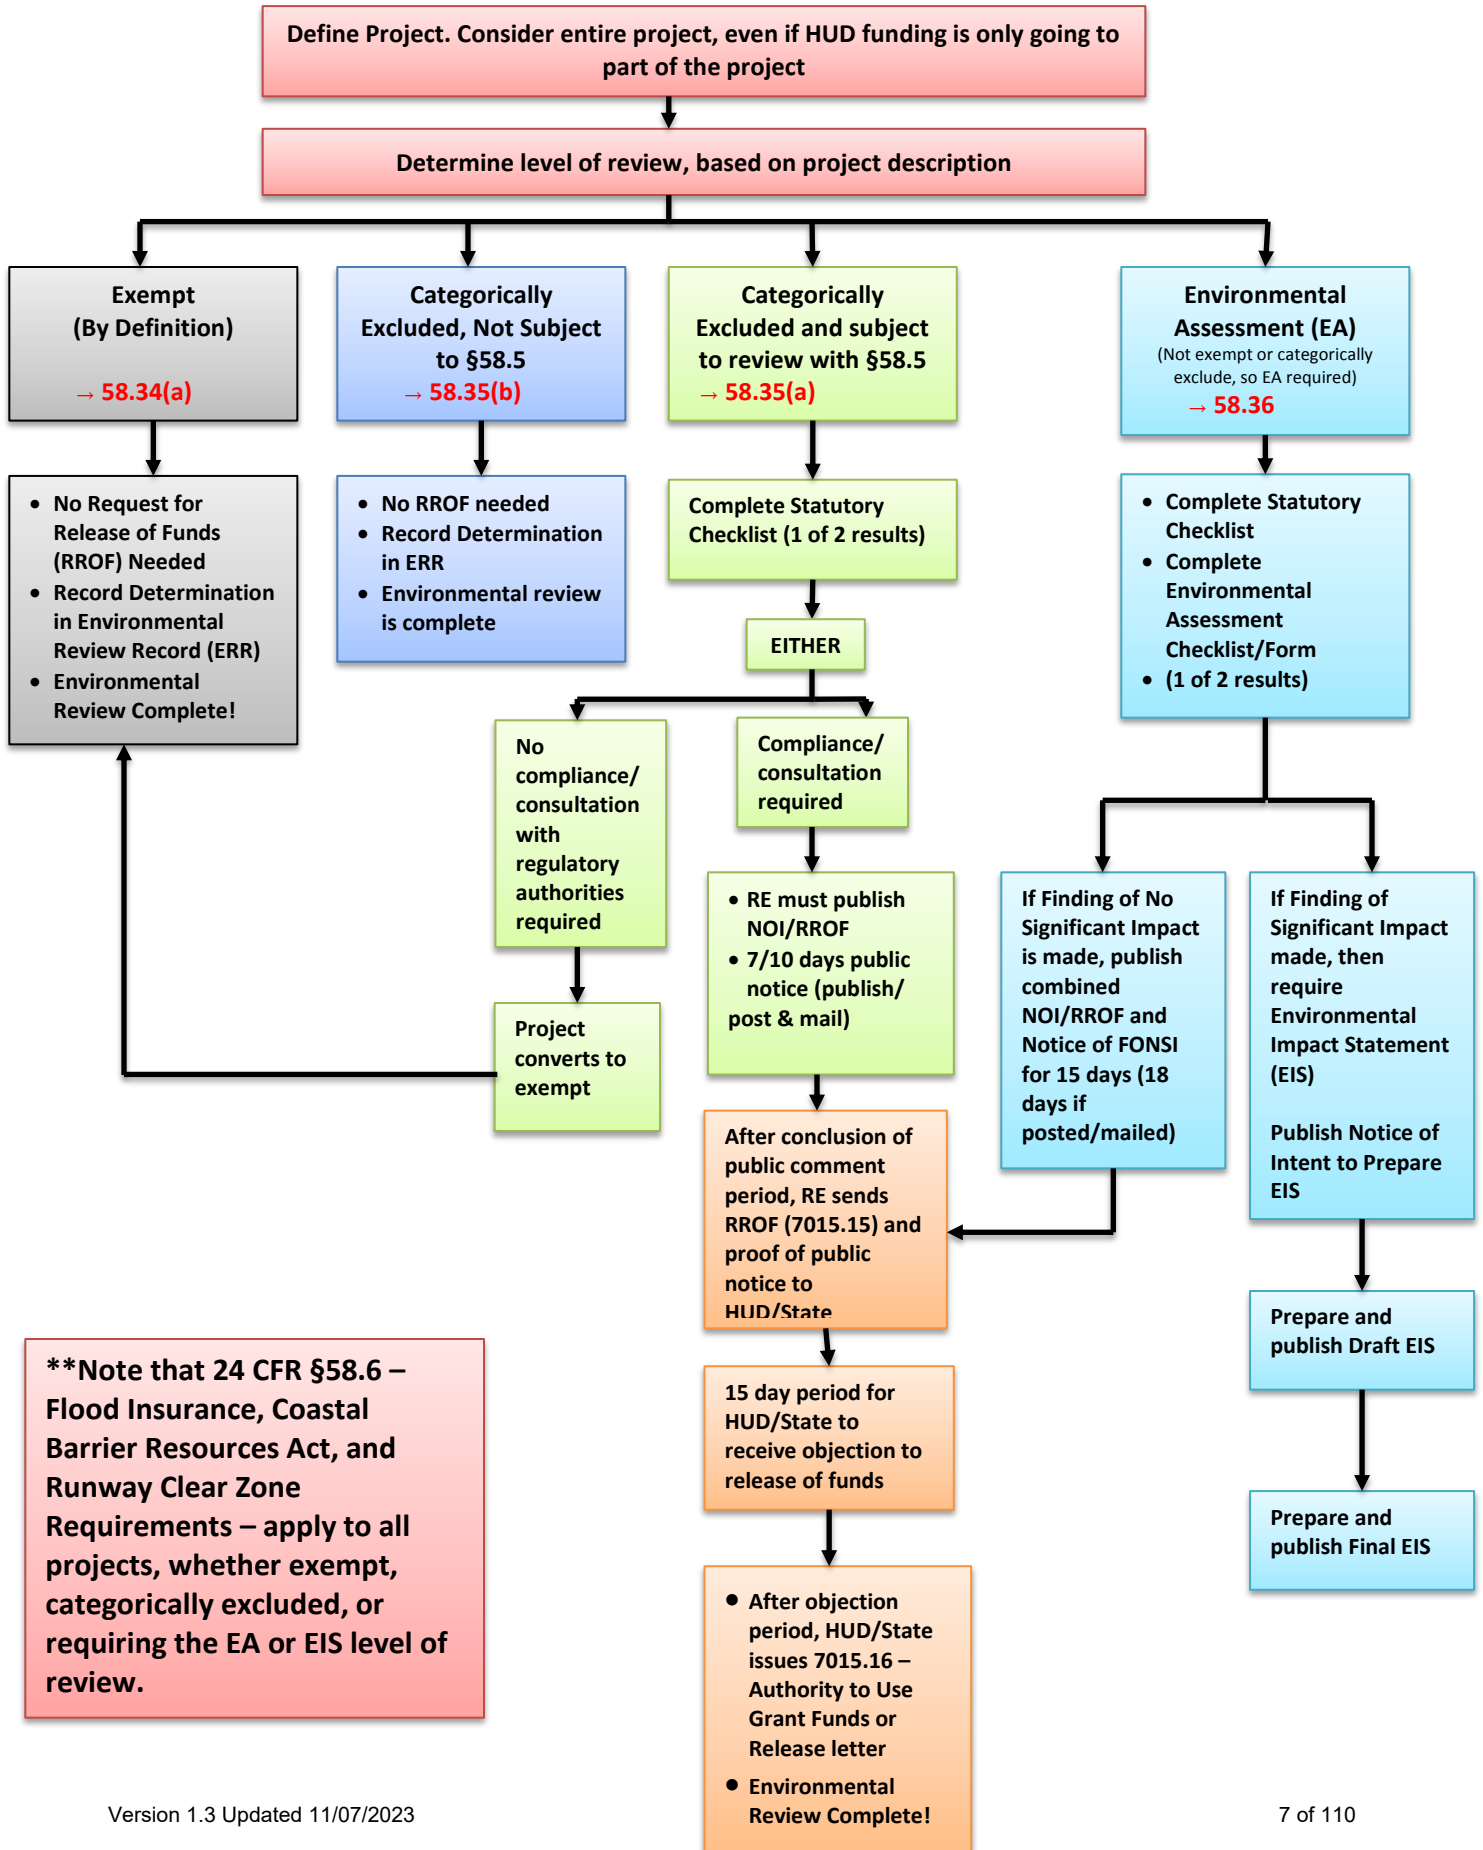 Define Project. Consider entire project, even if HUD funding is only going to
part of the project
Determine level of review, based on project description
Exempt
(By Definition)
→ 58.34(a)
Categorically
Excluded, Not Subject
to §58.5
→ 58.35(b)
Categorically
Excluded and subject
to review with §58.5
→ 58.35(a)
Environmental
Assessment (EA)
(Not exempt or categorically
exclude, so EA required)
→ 58.36
• No Request for
Release of Funds
(RROF) Needed
• Record Determination
in Environmental
Review Record (ERR)
• Environmental
Review Complete!
• No RROF needed
• Record Determination
in ERR
• Environmental review
is complete
Complete Statutory
Checklist (1 of 2 results)
• Complete Statutory
Checklist
• Complete
Environmental
Assessment
Checklist/Form
• (1 of 2 results)
EITHER
No
compliance/
consultation
with
regulatory
authorities
required
Compliance/
consultation
required
• RE must publish
NOI/RROF
• 7/10 days public
notice (publish/
post & mail)
If Finding of No
Significant Impact
is made, publish
combined
NOI/RROF and
Notice of FONSI
for 15 days (18
days if
posted/mailed)
If Finding of
Significant Impact
made, then
require
Environmental
Impact Statement
(EIS)
Publish Notice of
Intent to Prepare
EIS
Project
converts to
exempt
After conclusion of
public comment
period, RE sends
RROF (7015.15) and
proof of public
notice to
HUD/State
Prepare and
publish Draft EIS
**Note that 24 CFR §58.6 –
Flood Insurance, Coastal
Barrier Resources Act, and
Runway Clear Zone
Requirements – apply to all
projects, whether exempt,
categorically excluded, or
requiring the EA or EIS level of
review.
15 day period for
HUD/State to
receive objection to
release of funds
Prepare and
publish Final EIS
• After objection
period, HUD/State
issues 7015.16 –
Authority to Use
Grant Funds or
Release letter
• Environmental
Review Complete!
Version 1.3 Updated 11/07/2023
7 of 110